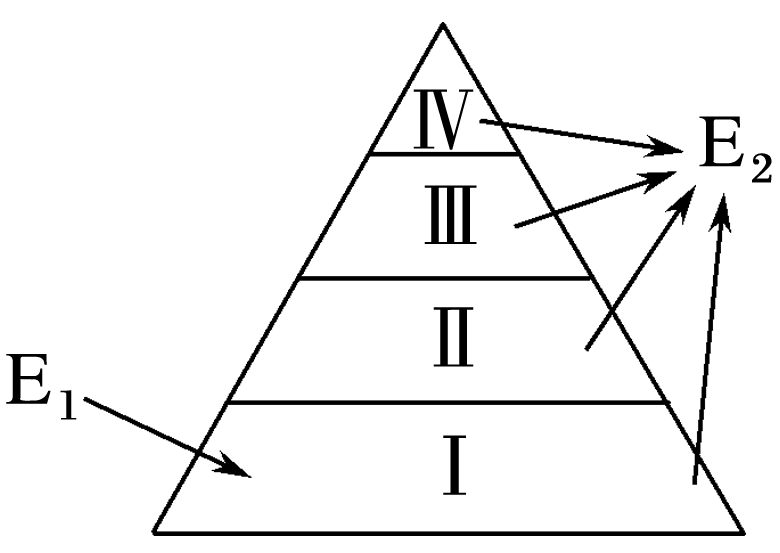 Ⅳ
E₂
Ⅲ
Ⅱ
E₁
Ⅰ